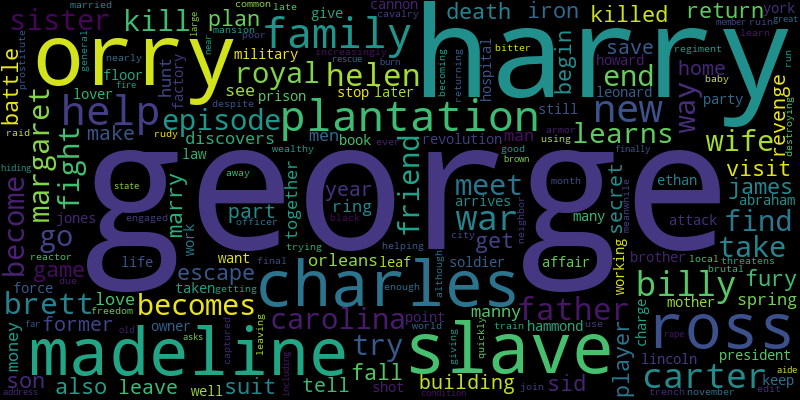 sister kill plan death iron killed return york
common late give cannon cavalry member ruin great
married large mansion poor
prostitute general nearly near floor military
orry family harry
royal helen begin save howard end home
becoming returning hospital increasingly rescue burn
regiment learn baby run
battle hunt factory see stop later still leonard party way
lover fire despite prison
raid rudy wealthy ever armor using bitter
help episode plantation new learns wife revenge
margaret make discovers men book revolution man
law good brown finally destroying
fight friend meet visit
hiding state away month ethan james
george
year ring together arrives secret abraham
marry engaged officer black neighbor meanwhile
jones part many find
become go work life want orleans war get attack take
city helping trying although
reactor due game escape taken leaf soldier affair working brother local threatens
force getting final enough brutal
charles billy fury
brett love becomes father mother spring
freedom captured leaving carolina manny point hammond charge
far old owner world train use player lincoln president
former asks giving quickly
money madeline try slave ross
son also leave suit fall building sid carter
well tell shot join trench november edit keep aide
address including condition rape